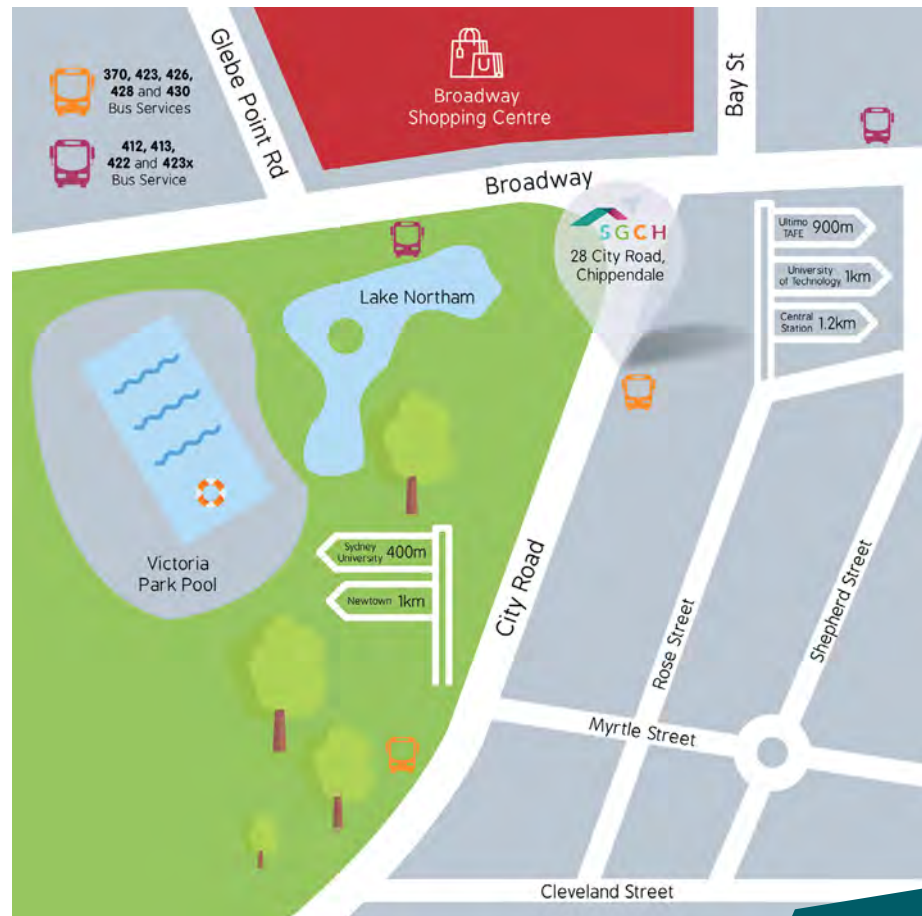 370, 423, 426,
428 and 430
Bus Services
412, 413,
422 and 423x
Bus Service
Glebe Point Rd
Broadway
Shopping Centre
Bay St
Broadway
SGCH
28 City Road,
Chippendale
Ultimo
TAFE 900m
University
of Technology 1km
Central
Station 1.2km
Lake Northam
Victoria
Park Pool
Sydney
University 400m
Newtown 1km
City Road
Rose Street
Shepherd Street
Myrtle Street
Cleveland Street